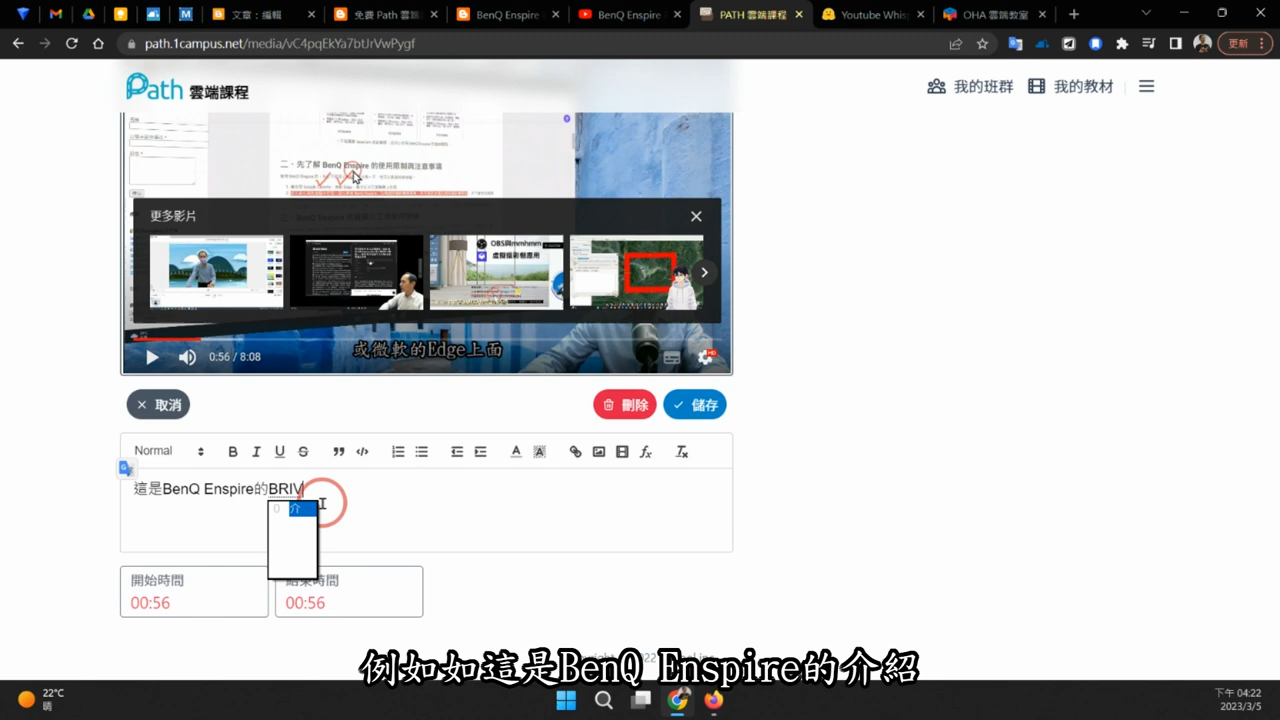 文章：編輯
免費 Path 雲端
BenQ Enspire
BenQ Enspire
PATH 雲端課程
Youtube Whis
OHA 雲端教室
path.1campus.net/media/vC4pqEkYa7btJrVwPygf
更新
Path 雲端課程
我的班群
我的教材
二、先了解 BenQ Enspire 的使用限制與注意事項
更多影片
OBS與mmhmm
虛擬攝影機應用
或微軟的Edge上面
0:56 / 8:08
HD
取消
刪除
儲存
Normal
這是BenQ Enspire的BRIV
0 介
開始時間
結束時間
00:56
00:56
例如如這是BenQ Enspire的介紹
22°C
晴
下午 04:22
2023/3/5